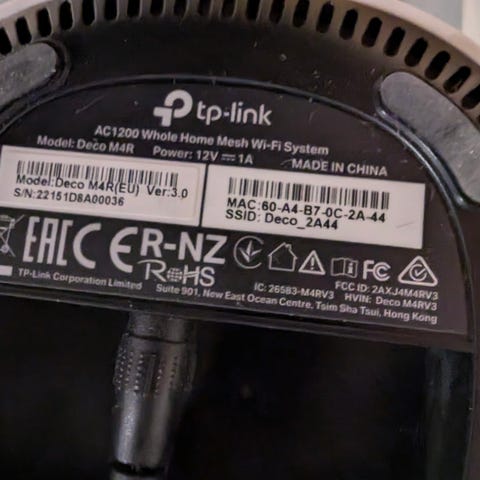 tp-link
AC1200 Whole Home Mesh Wi-Fi System
Model: Deco M4R Power: 12V⎓1A
MADE IN CHINA
Model:Deco M4R(EU) Ver:3.0
S/N:22151D8A00036
MAC:60-A4-B7-0C-2A-44
SSID: Deco_2A44
EAC CE R-NZ FC
RoHS
IC: 26583-M4RV3 FCC ID: 2AXJ4M4RV3
HVIN: Deco M4RV3
TP-Link Corporation Limited Suite 901, New East Ocean Centre, Tsim Sha Tsui, Hong Kong